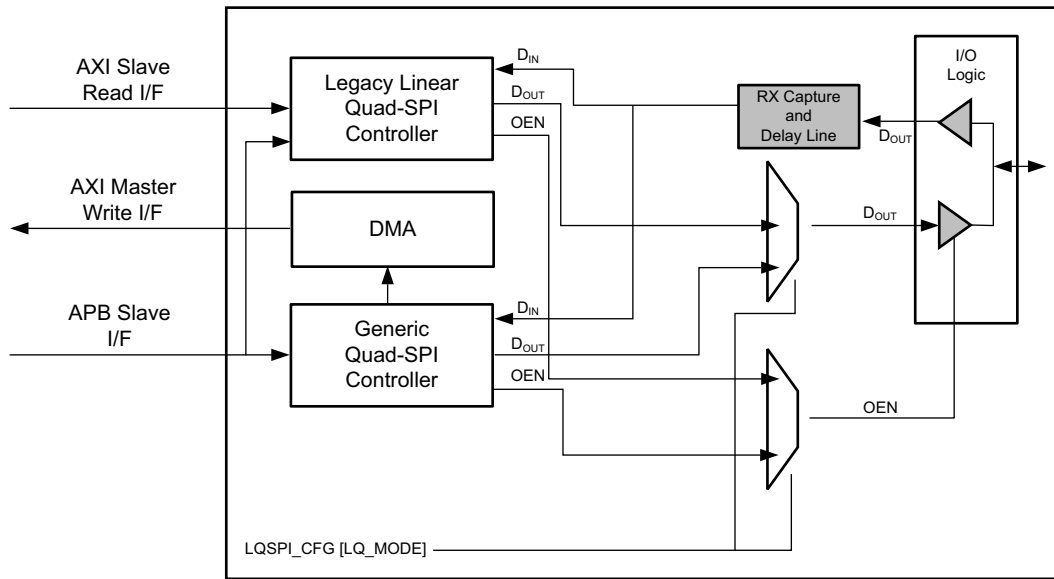 AXI Slave
Read I/F
AXI Master
Write I/F
APB Slave
I/F
Legacy Linear
Quad-SPI
Controller
DMA
Generic
Quad-SPI
Controller
DIN
DOUT
OEN
DIN
DOUT
OEN
RX Capture
and
Delay Line
I/O
Logic
DOUT
DOUT
OEN
LQSPI_CFG [LQ_MODE]